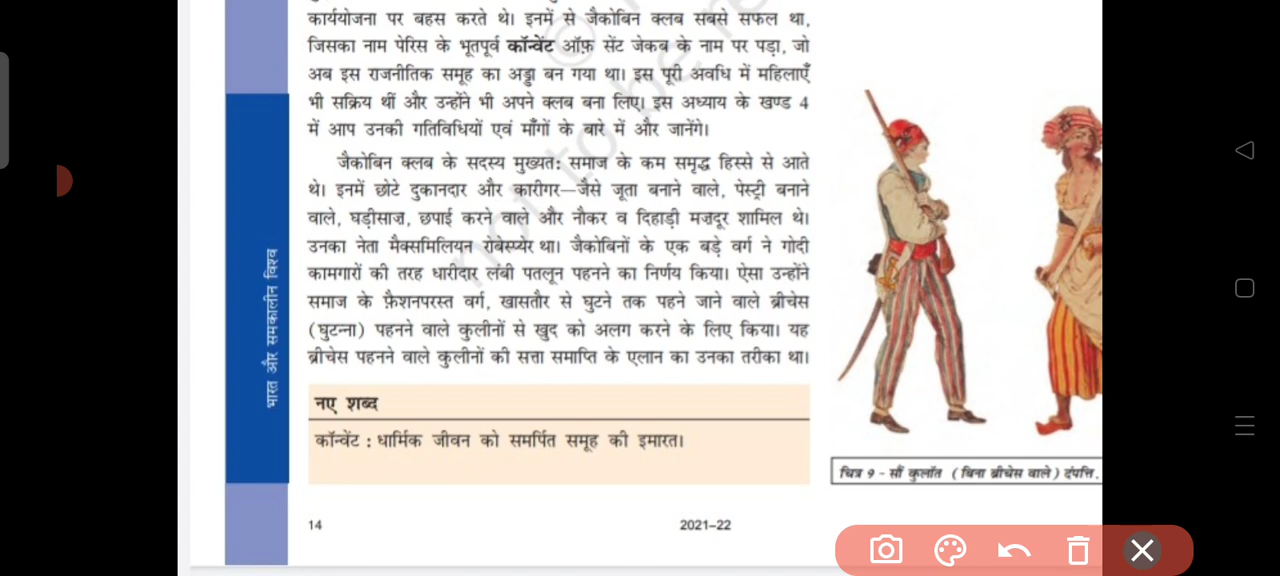 कार्ययोजना पर बहस करते थे। इनमें से जैकोबिन क्लब सबसे सफल था,
जिसका नाम पेरिस के भूतपूर्व कॉन्वेंट ऑफ़ सेंट जेकब के नाम पर पड़ा, जो
अब इस राजनीतिक समूह का अड्डा बन गया था। इस पूरी अवधि में महिलाएँ
भी सक्रिय थीं और उन्होंने भी अपने क्लब बना लिए। इस अध्याय के खण्ड 4
में आप उनकी गतिविधियों एवं माँगों के बारे में और जानेंगे।
जैकोबिन क्लब के सदस्य मुख्यत: समाज के कम समृद्ध हिस्से से आते
थे। इनमें छोटे दुकानदार और कारीगर—जैसे जूता बनाने वाले, पेस्ट्री बनाने
वाले, घड़ीसाज़, छपाई करने वाले और नौकर व दिहाड़ी मजदूर शामिल थे।
उनका नेता मैक्समिलियन रोबेस्प्येर था। जैकोबिनों के एक बड़े वर्ग ने गोदी
कामगारों की तरह धारीदार लंबी पतलून पहनने का निर्णय किया। ऐसा उन्होंने
समाज के फ़ैशनपरस्त वर्ग, खासतौर से घुटने तक पहने जाने वाले ब्रीचेस
(घुटन्ना) पहनने वाले कुलीनों से खुद को अलग करने के लिए किया। यह
ब्रीचेस पहनने वाले कुलीनों की सत्ता समाप्ति के एलान का उनका तरीका था।
नए शब्द
कॉन्वेंट : धार्मिक जीवन को समर्पित समूह की इमारत।
चित्र 9 - सौं कुलॉत (बिना ब्रीचेस वाले) दंपत्ति.
14
2021–22
भारत और समकालीन विश्व
not to be re
©